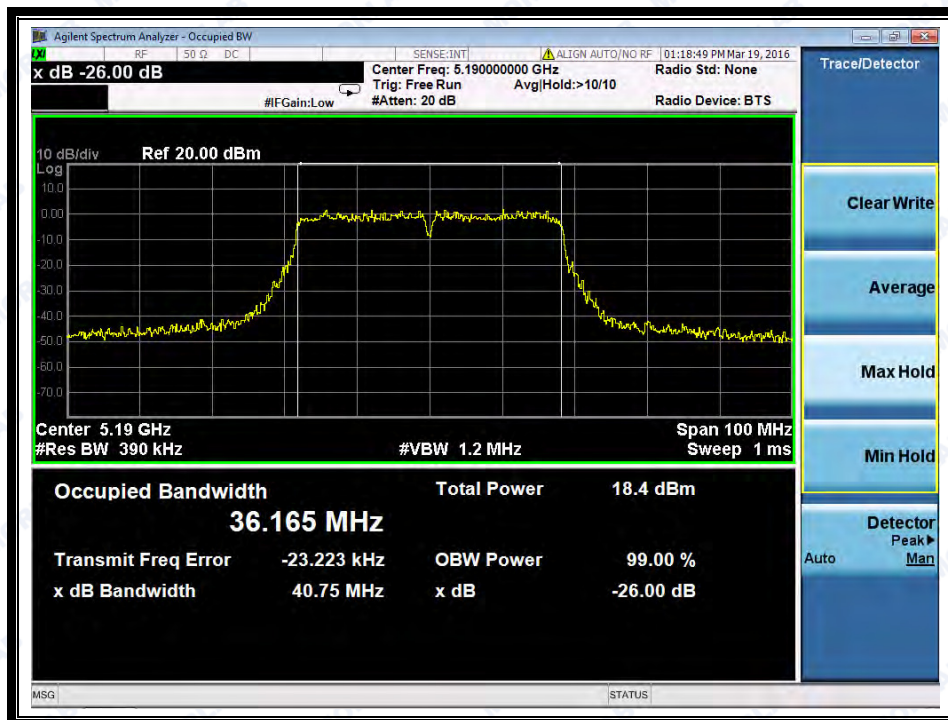 Agilent Spectrum Analyzer - Occupied BW
LXI RF 50 Ω DC SENSE:INT ALIGN AUTO/NO RF 01:18:49 PM Mar 19, 2016
x dB -26.00 dB
Center Freq: 5.190000000 GHz
Radio Std: None
Trig: Free Run Avg|Hold:>10/10
#IFGain:Low #Atten: 20 dB
Radio Device: BTS
10 dB/div Ref 20.00 dBm
Log
10.0
0.00
-10.0
-20.0
-30.0
-40.0
-50.0
-60.0
-70.0
Center 5.19 GHz Span 100 MHz
#Res BW 390 kHz #VBW 1.2 MHz Sweep 1 ms
Occupied Bandwidth Total Power 18.4 dBm
36.165 MHz
Transmit Freq Error -23.223 kHz OBW Power 99.00 %
x dB Bandwidth 40.75 MHz x dB -26.00 dB
MSG STATUS
Trace/Detector
Clear Write
Average
Max Hold
Min Hold
Detector
Peak▶
Auto Man